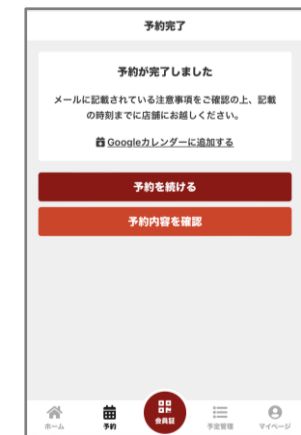 予約完了
予約が完了しました
メールに記載されている注意事項をご確認の上、記載
の時刻までに店舗にお越しください。
Googleカレンダーに追加する
予約を続ける
予約内容を確認
ホーム 予約 会員証 予定管理 マイページ